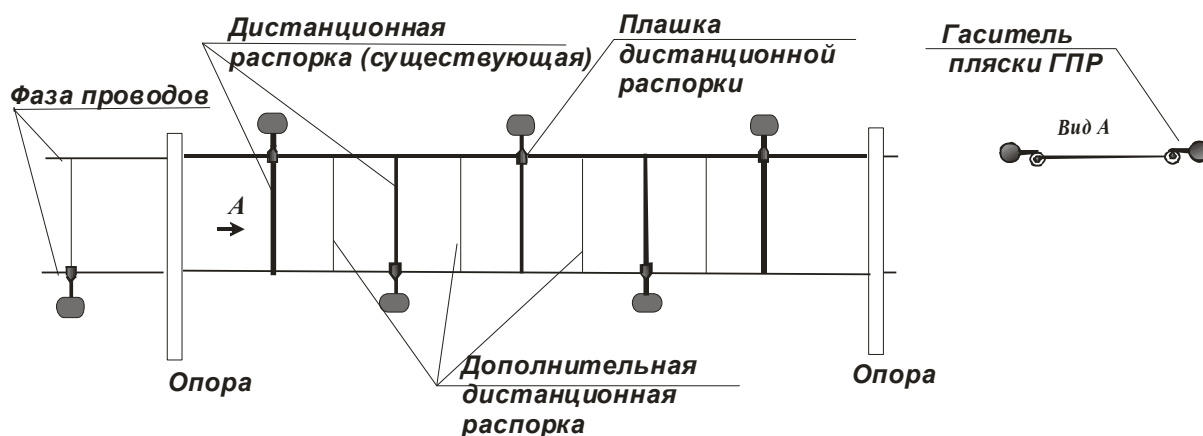 Дистанционная
распорка (существующая)
Плашка
дистанционной
распорки
Гаситель
пляски ГПР
Фаза проводов
Вид А
А
Опора
Дополнительная
дистанционная
распорка
Опора